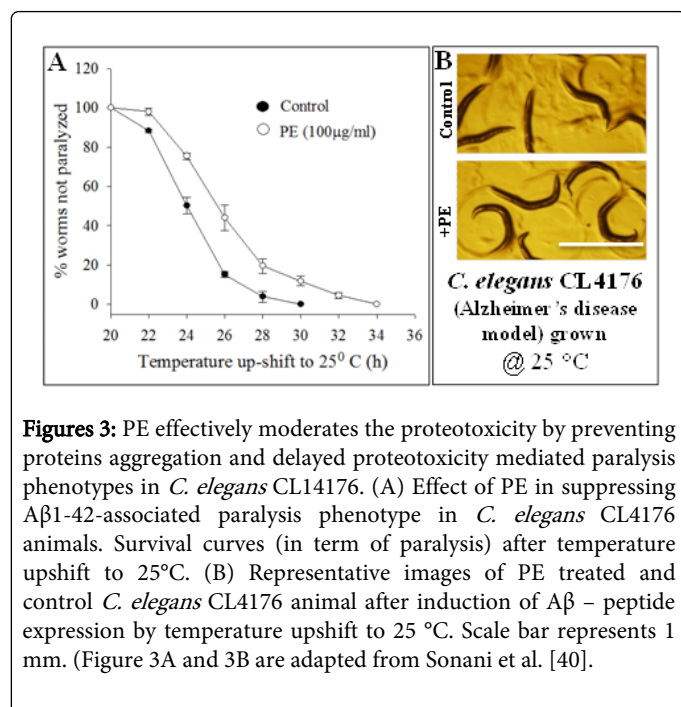 A
120
100
80
60
40
20
0
% worms not paralyzed
Control
PE (100µg/ml)
20 22 24 26 28 30 32 34 36
Temperature up-shift to 25⁰ C (h)
B
Control
+PE
C. elegans CL4176
(Alzheimer's disease
model) grown
@ 25 °C
Figures 3: PE effectively moderates the proteotoxicity by preventing
proteins aggregation and delayed proteotoxicity mediated paralysis
phenotypes in C. elegans CL14176. (A) Effect of PE in suppressing
Aβ1-42-associated paralysis phenotype in C. elegans CL4176
animals. Survival curves (in term of paralysis) after temperature
upshift to 25°C. (B) Representative images of PE treated and
control C. elegans CL4176 animal after induction of Aβ – peptide
expression by temperature upshift to 25 °C. Scale bar represents 1
mm. (Figure 3A and 3B are adapted from Sonani et al. [40].